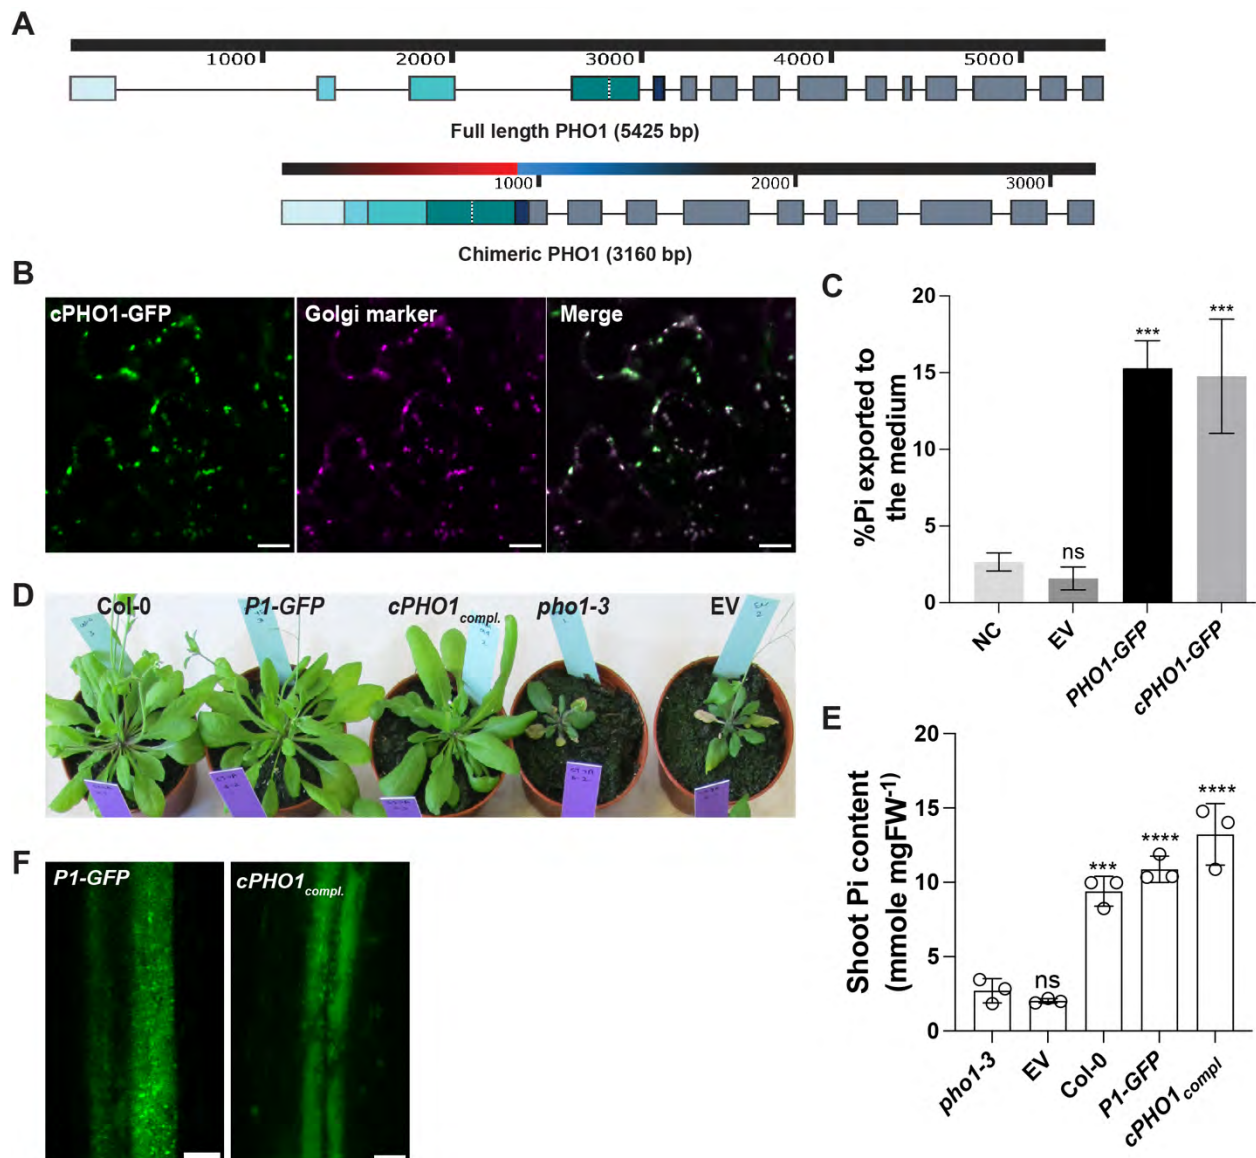 A
1000 2000 3000 4000 5000
Full length PHO1 (5425 bp)
1000 2000 3000
Chimeric PHO1 (3160 bp)
B
cPHO1-GFP Golgi marker Merge
C
%Pi exported to
the medium
20
15
10
5
0
ns
***
***
NC EV PHO1-GFP cPHO1-GFP
D
Col-0 P1-GFP cPHO1compl. pho1-3 EV
E
Shoot Pi content
(mmole mgFW-1)
20
15
10
5
0
ns
***
****
****
pho1-3 EV Col-0 P1-GFP cPHO1compl
F
P1-GFP cPHO1compl.